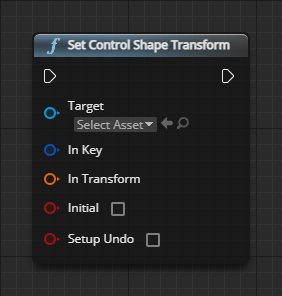 f Set Control Shape Transform
Target
Select Asset
In Key
In Transform
Initial
Setup Undo